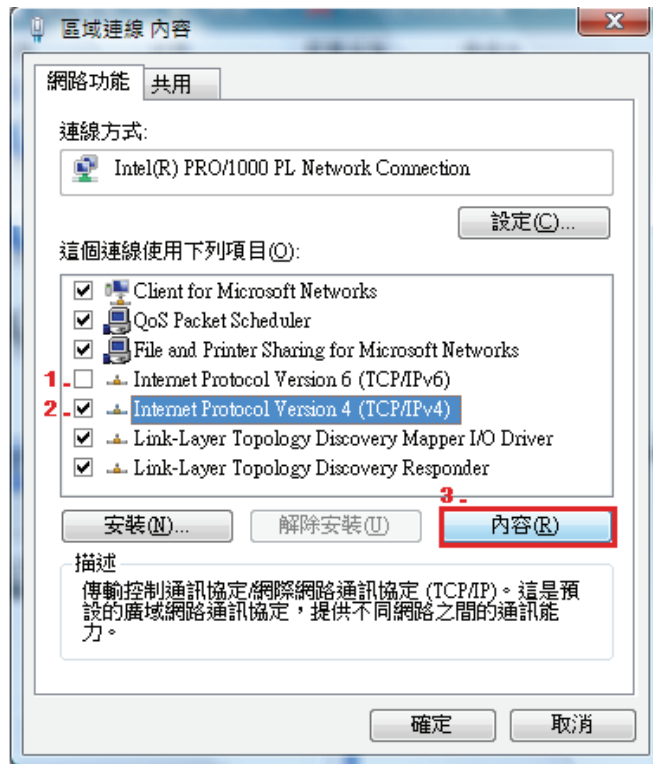 區域連線 內容
網路功能 共用
連線方式:
Intel(R) PRO/1000 PL Network Connection
設定(C)...
這個連線使用下列項目(O):
Client for Microsoft Networks
QoS Packet Scheduler
File and Printer Sharing for Microsoft Networks
1. Internet Protocol Version 6 (TCP/IPv6)
2. Internet Protocol Version 4 (TCP/IPv4)
Link-Layer Topology Discovery Mapper I/O Driver
Link-Layer Topology Discovery Responder
3.
安裝(N)... 解除安裝(U) 內容(R)
描述
傳輸控制通訊協定/網際網路通訊協定 (TCP/IP)。這是預
設的廣域網路通訊協定，提供不同網路之間的通訊能
力。
確定 取消